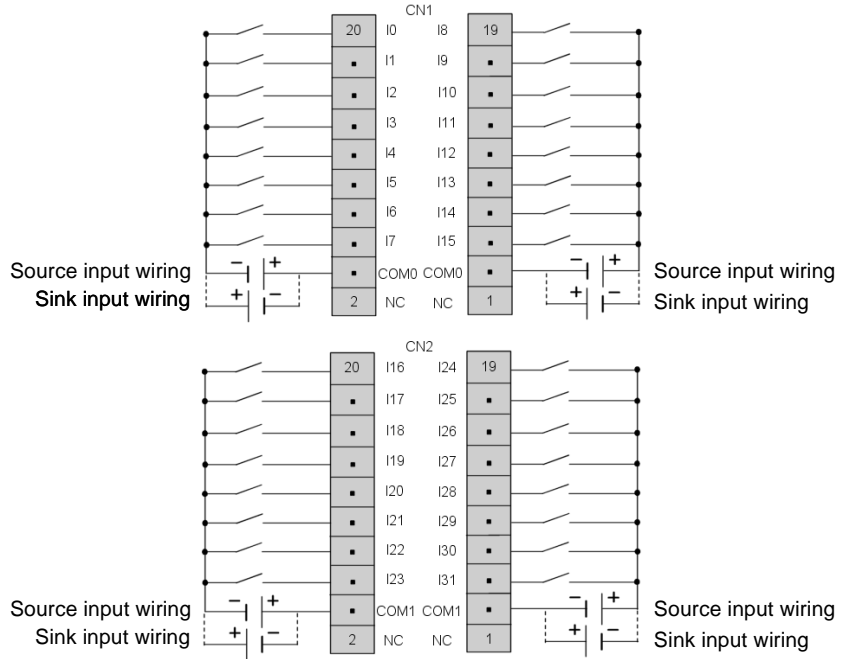 CN1
20 I0 I8 19
I1 I9
I2 I10
I3 I11
I4 I12
I5 I13
I6 I14
I7 I15
Source input wiring − + COM0 COM0 − + Source input wiring
Sink input wiring + − 2 NC NC 1 + − Sink input wiring
CN2
20 I16 I24 19
I17 I25
I18 I26
I19 I27
I20 I28
I21 I29
I22 I30
I23 I31
Source input wiring − + COM1 COM1 − + Source input wiring
Sink input wiring + − 2 NC NC 1 + − Sink input wiring